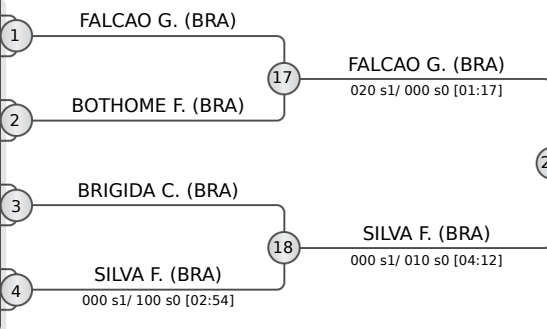 FALCAO G. (BRA)
1
17
FALCAO G. (BRA)
020 s1/ 000 s0 [01:17]
BOTHOME F. (BRA)
2
2
BRIGIDA C. (BRA)
3
18
SILVA F. (BRA)
000 s1/ 010 s0 [04:12]
SILVA F. (BRA)
4
000 s1/ 100 s0 [02:54]